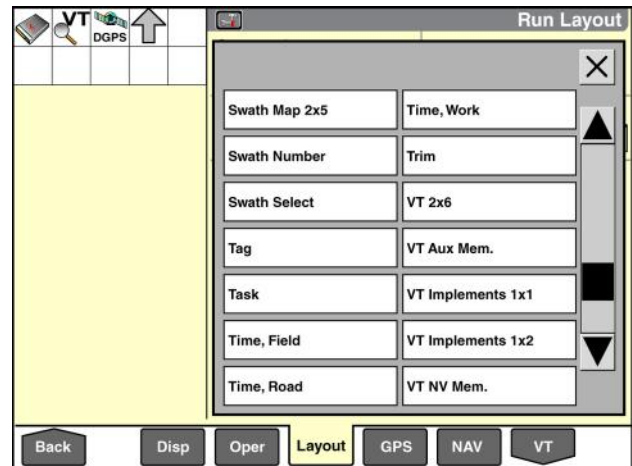 VT
DGPS
Run Layout
Swath Map 2x5
Time, Work
Swath Number
Trim
Swath Select
VT 2x6
Tag
VT Aux Mem.
Task
VT Implements 1x1
Time, Field
VT Implements 1x2
Time, Road
VT NV Mem.
Back
Disp
Oper
Layout
GPS
NAV
VT